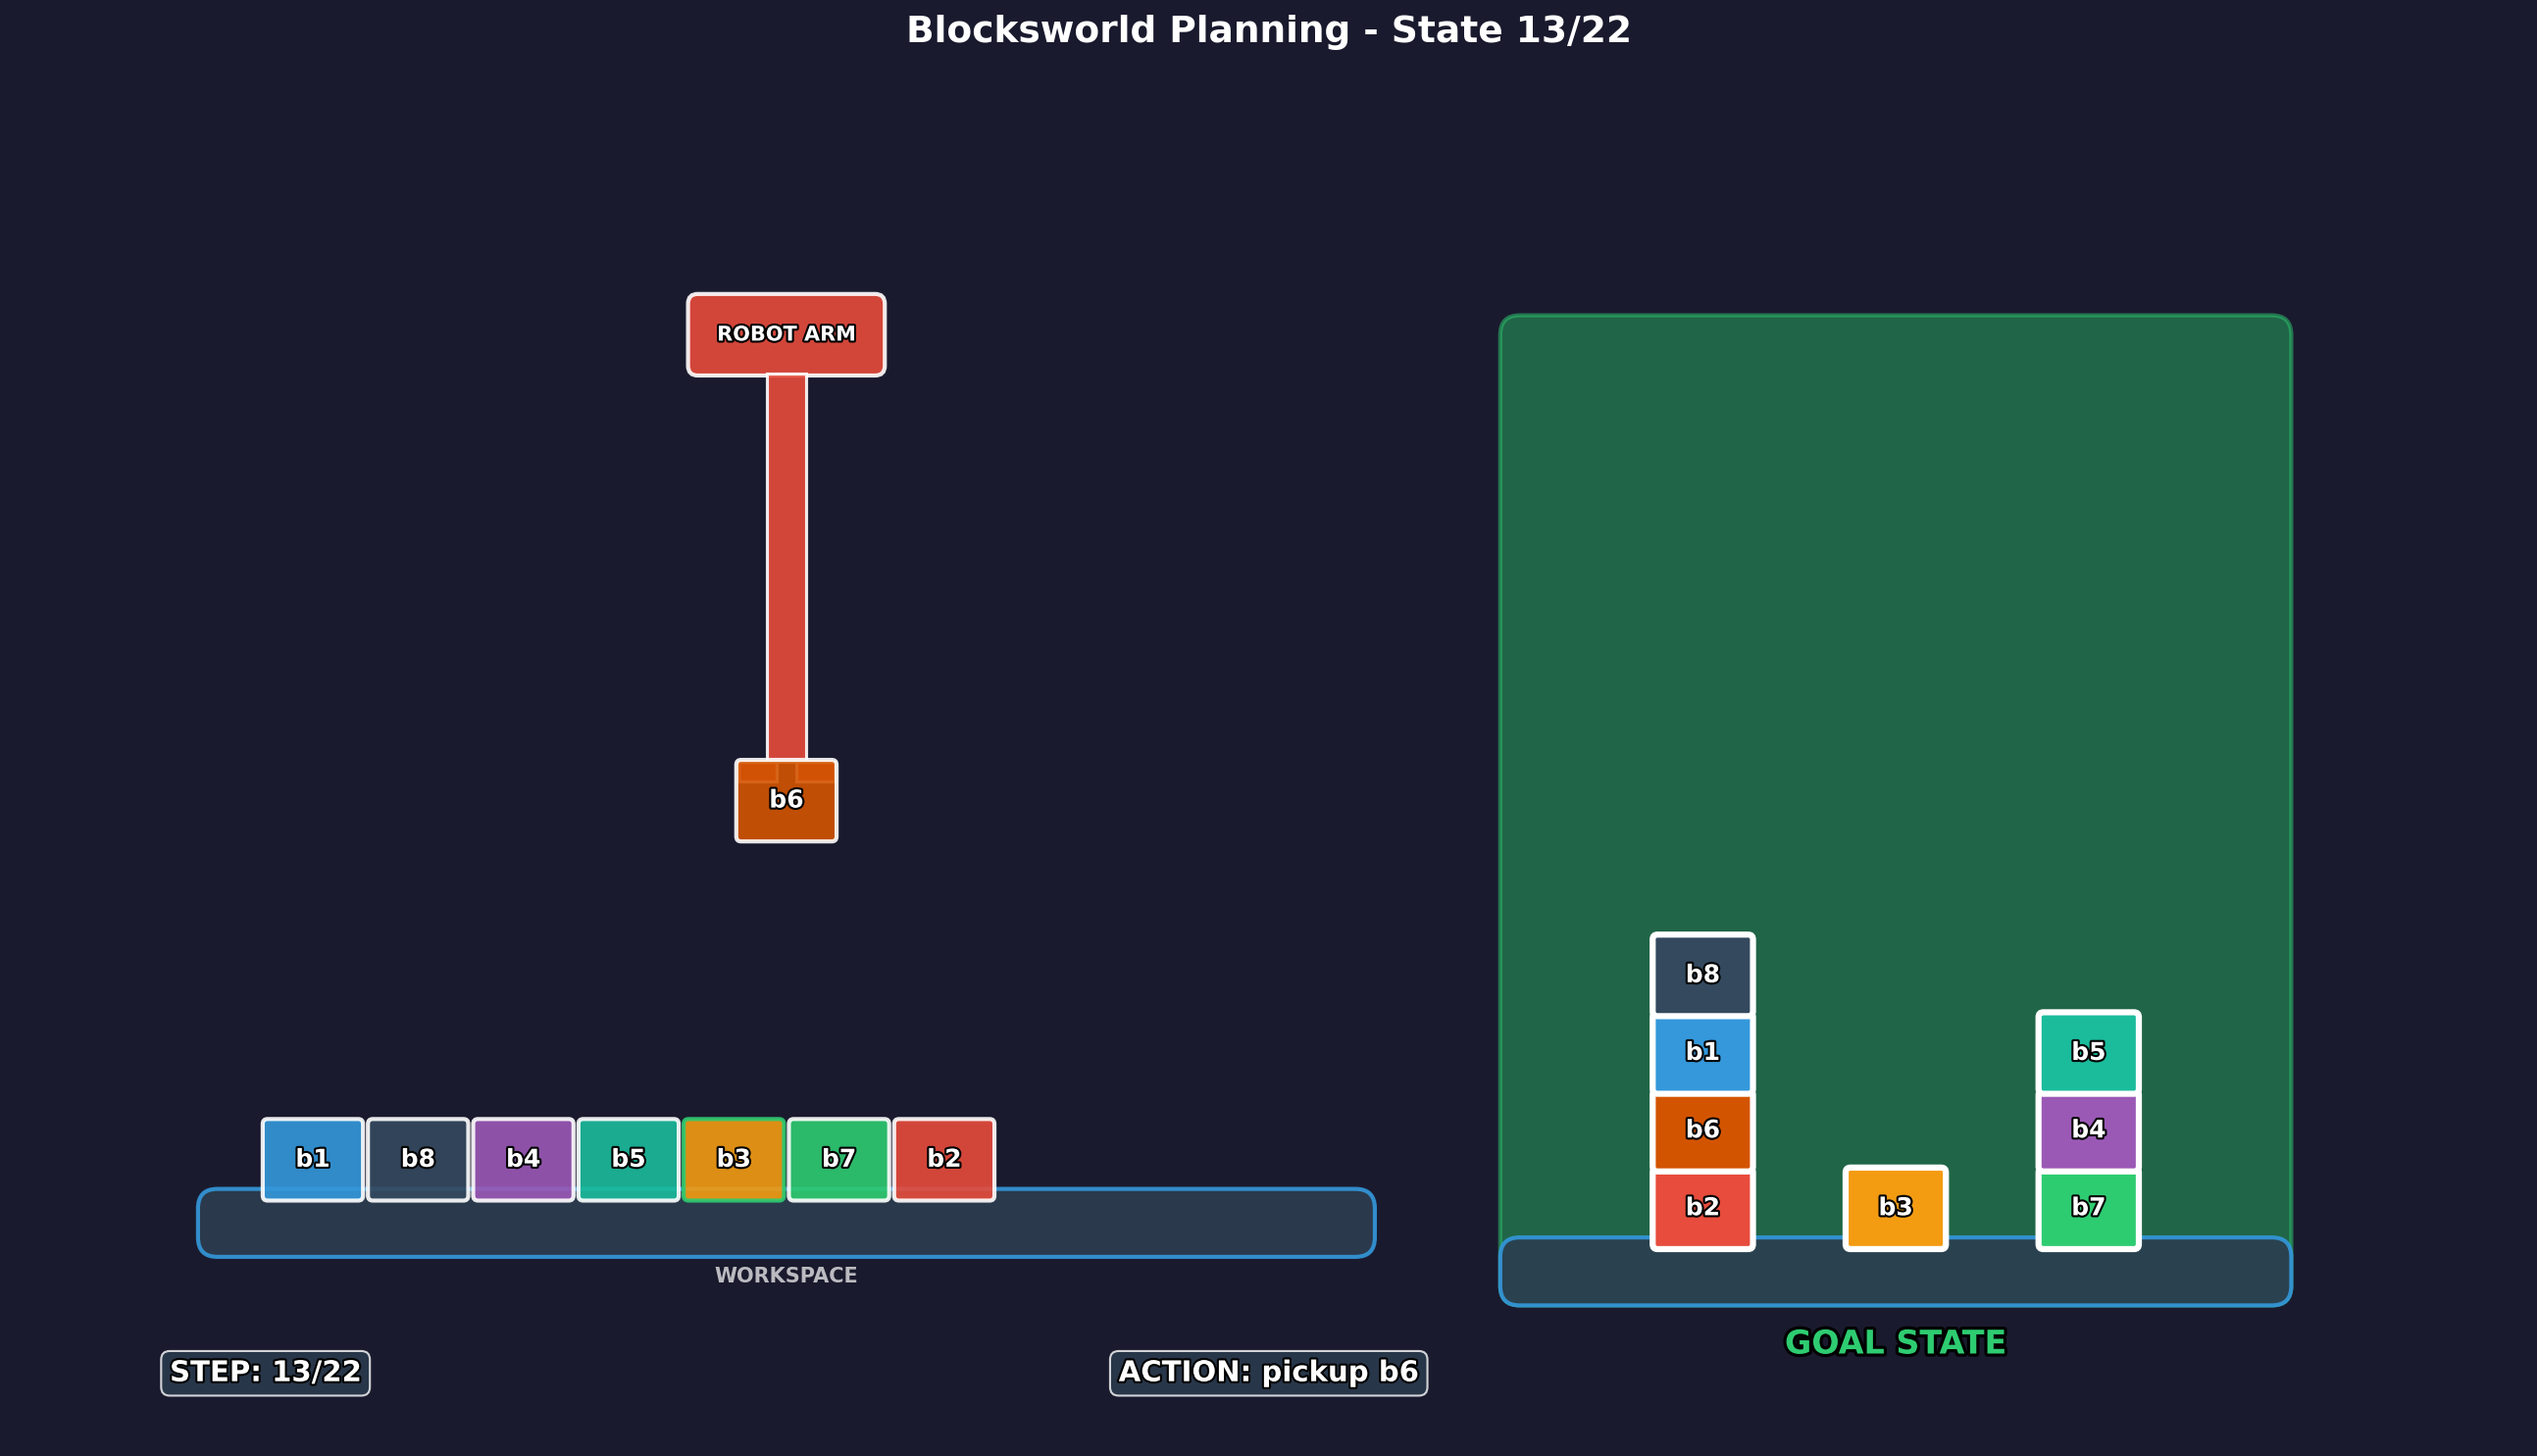 Blocksworld Planning - State 13/22
ROBOT ARM
b6
b1 b8 b4 b5 b3 b7 b2
WORKSPACE
b8
b1
b6
b2
b3
b5
b4
b7
GOAL STATE
STEP: 13/22
ACTION: pickup b6